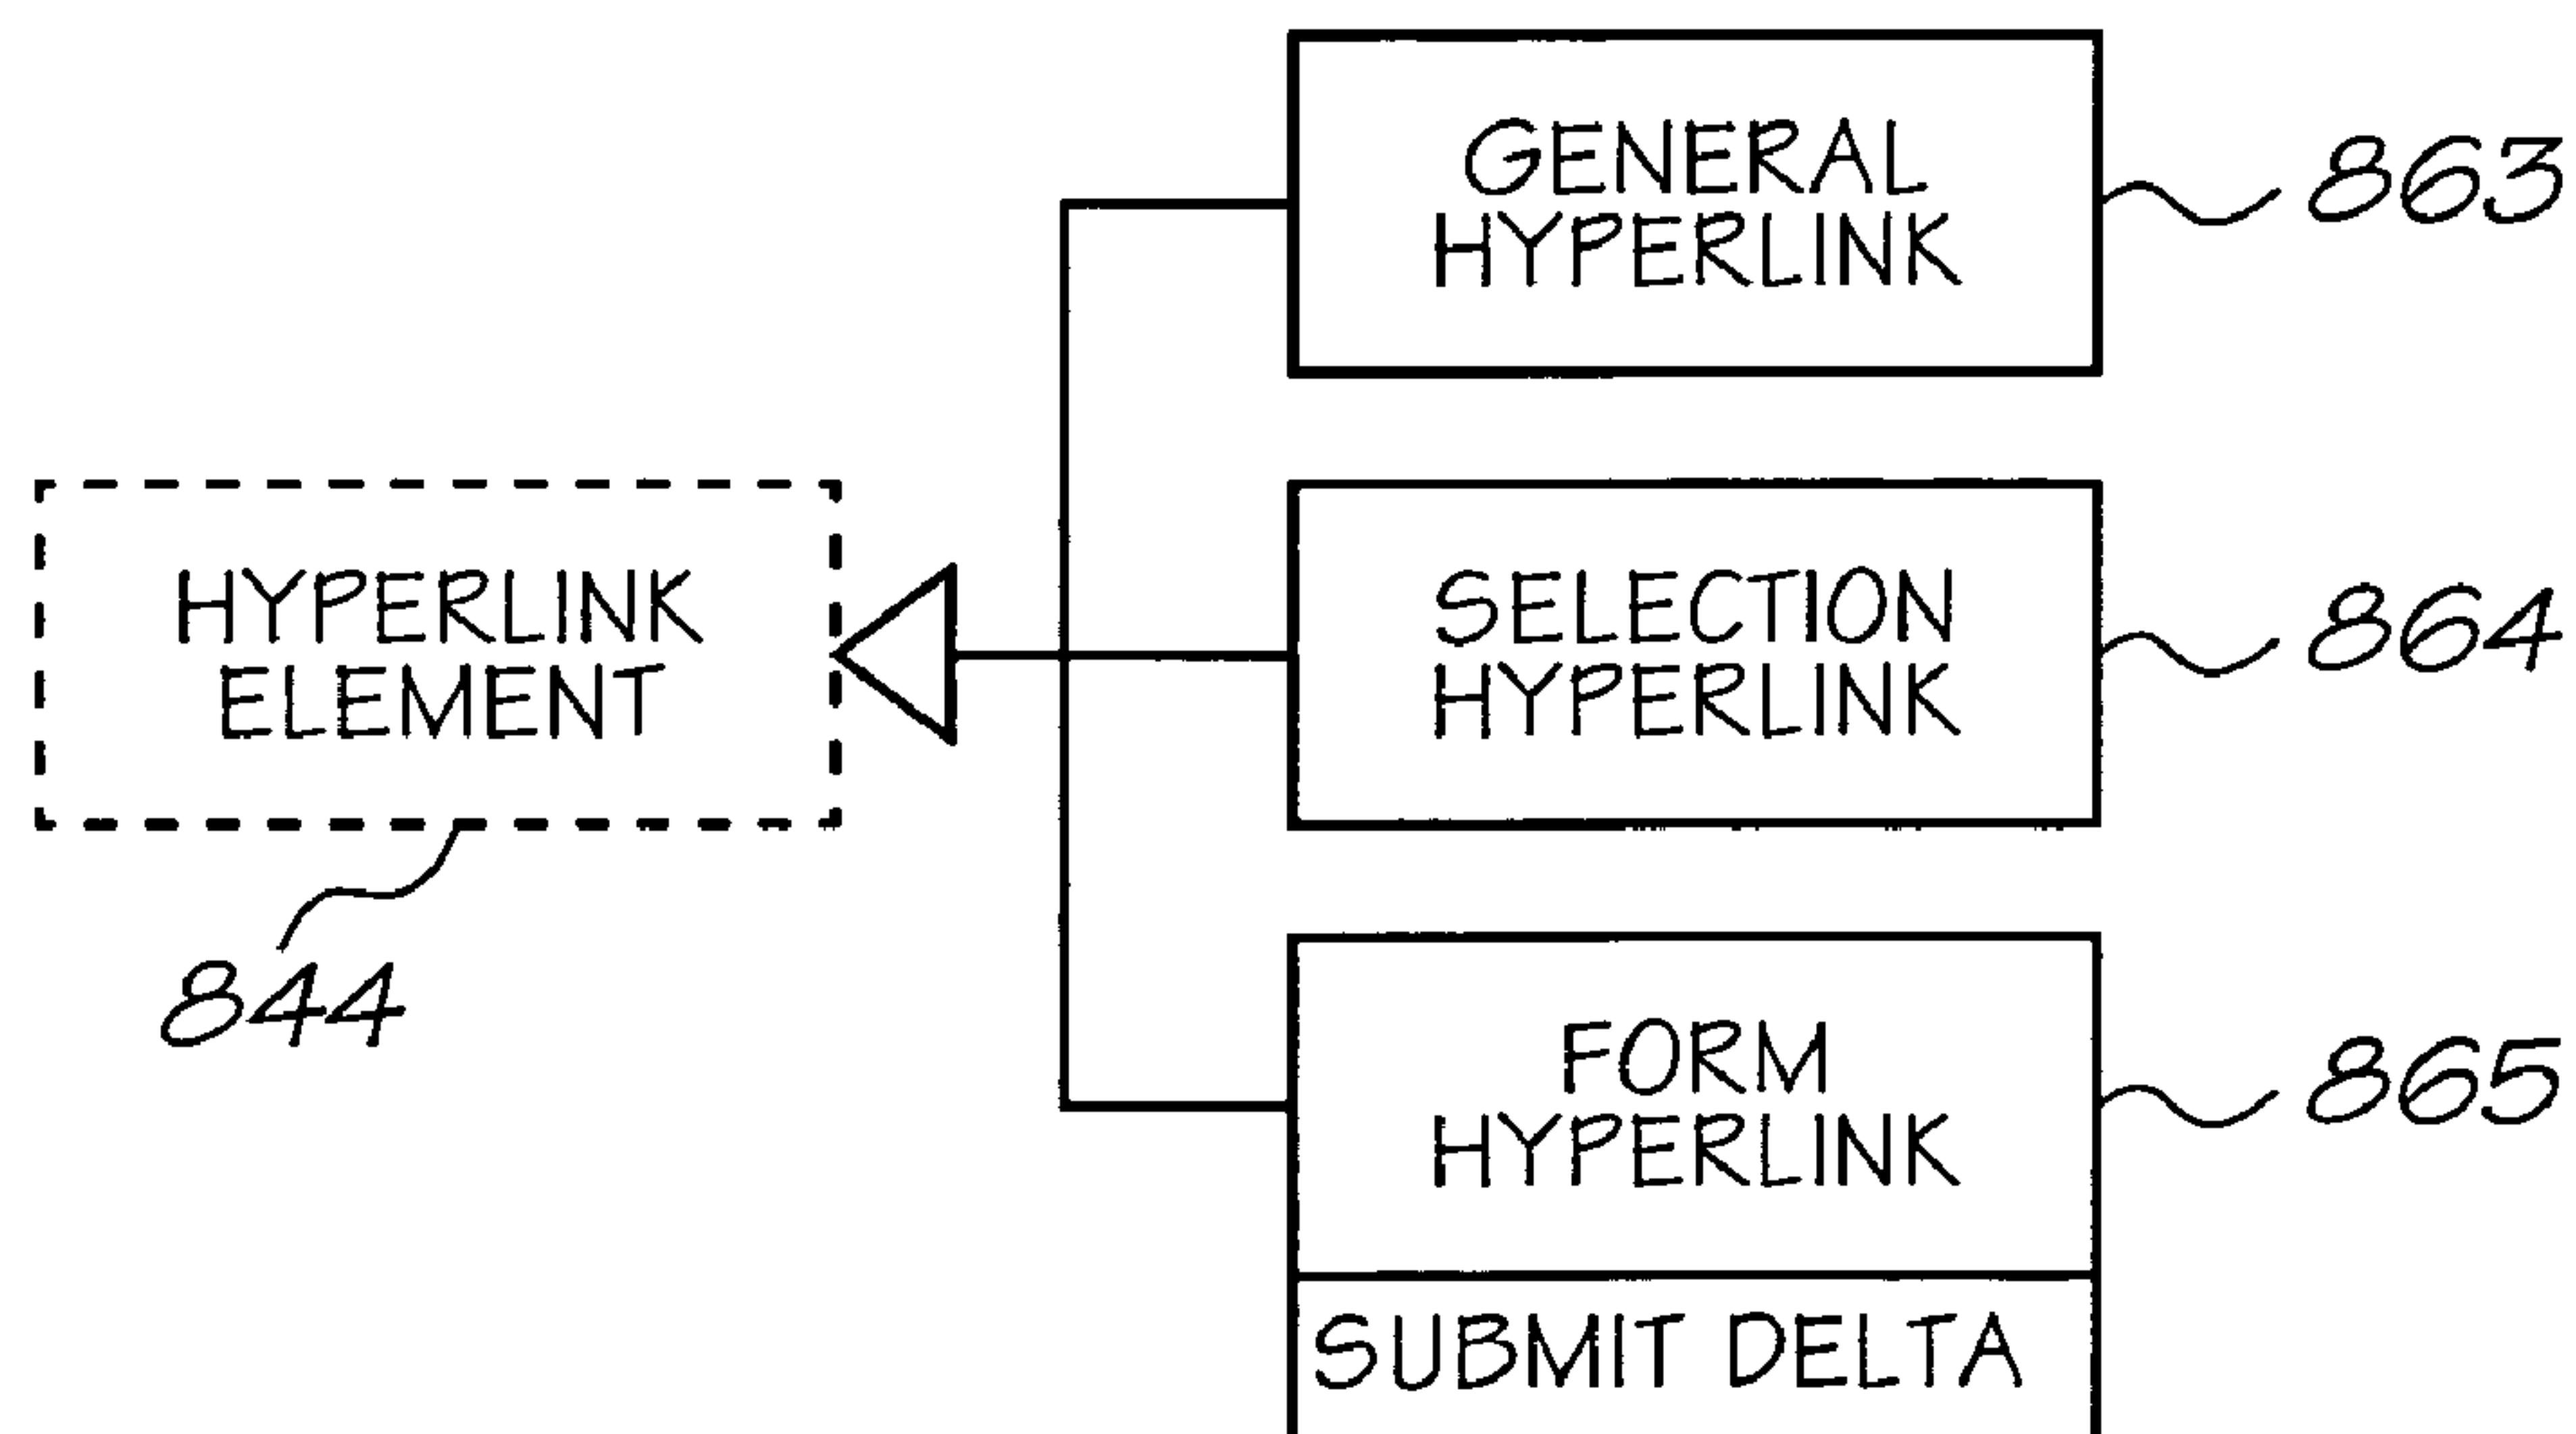 GENERAL
HYPERLINK
863
HYPERLINK
ELEMENT
844
SELECTION
HYPERLINK
864
FORM
HYPERLINK
865
SUBMIT DELTA